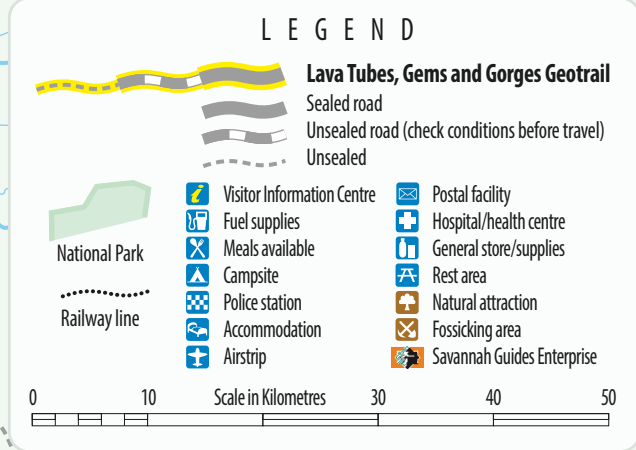 LEGEND
Lava Tubes, Gems and Gorges Geotrail
Sealed road
Unsealed road (check conditions before travel)
Unsealed
National Park
Railway line
Visitor Information Centre
Fuel supplies
Meals available
Campsite
Police station
Accommodation
Airstrip
Postal facility
Hospital/health centre
General store/supplies
Rest area
Natural attraction
Fossicking area
Savannah Guides Enterprise
0 10 Scale in Kilometres 30 40 50